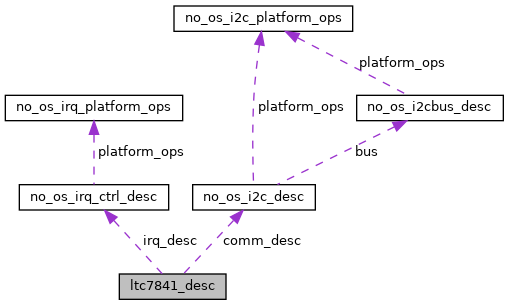 no_os_i2c_platform_ops
platform_ops
no_os_irq_platform_ops
platform_ops
no_os_i2cbus_desc
platform_ops
bus
no_os_irq_ctrl_desc
no_os_i2c_desc
irq_desc
comm_desc
ltc7841_desc